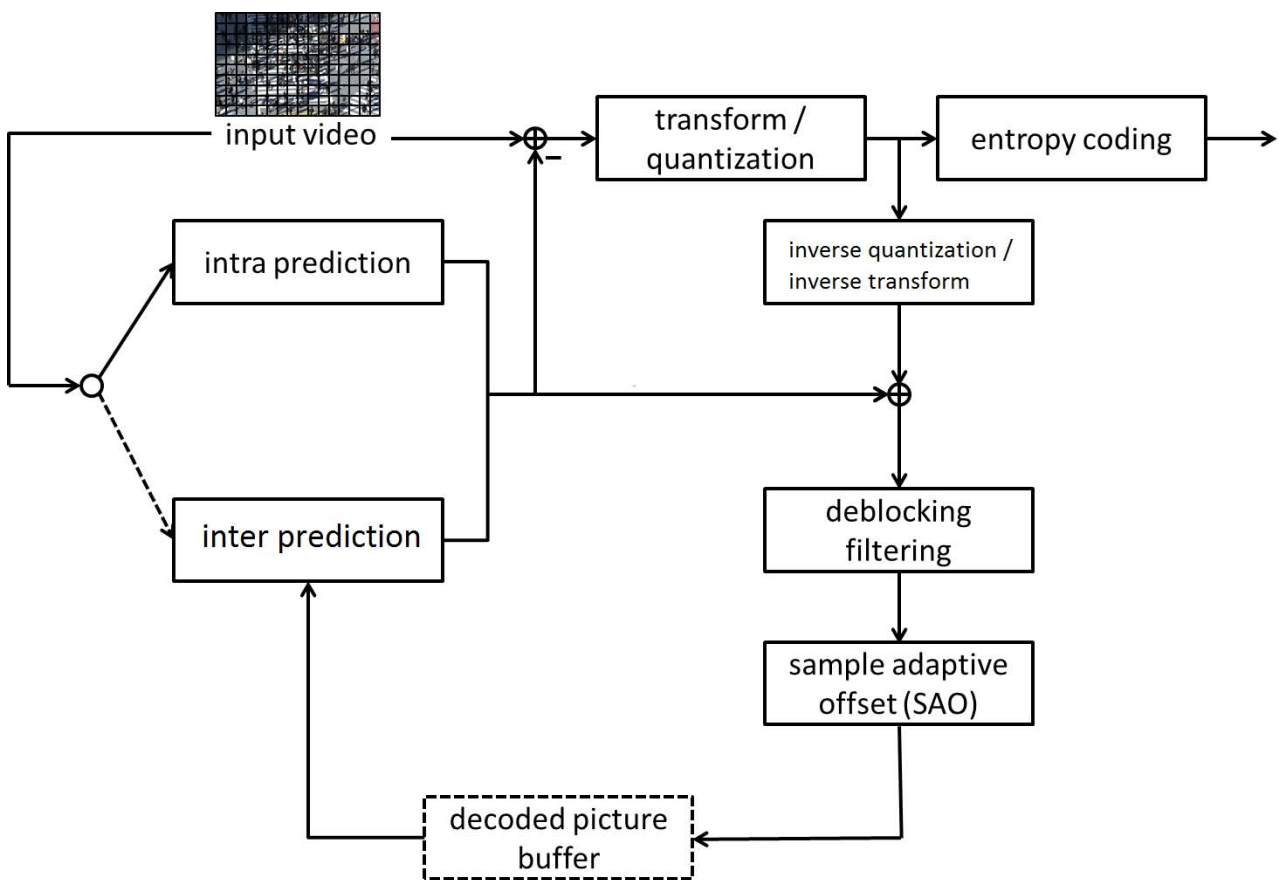 input video
transform /
quantization
entropy coding
intra prediction
inverse quantization /
inverse transform
inter prediction
deblocking
filtering
sample adaptive
offset (SAO)
decoded picture
buffer